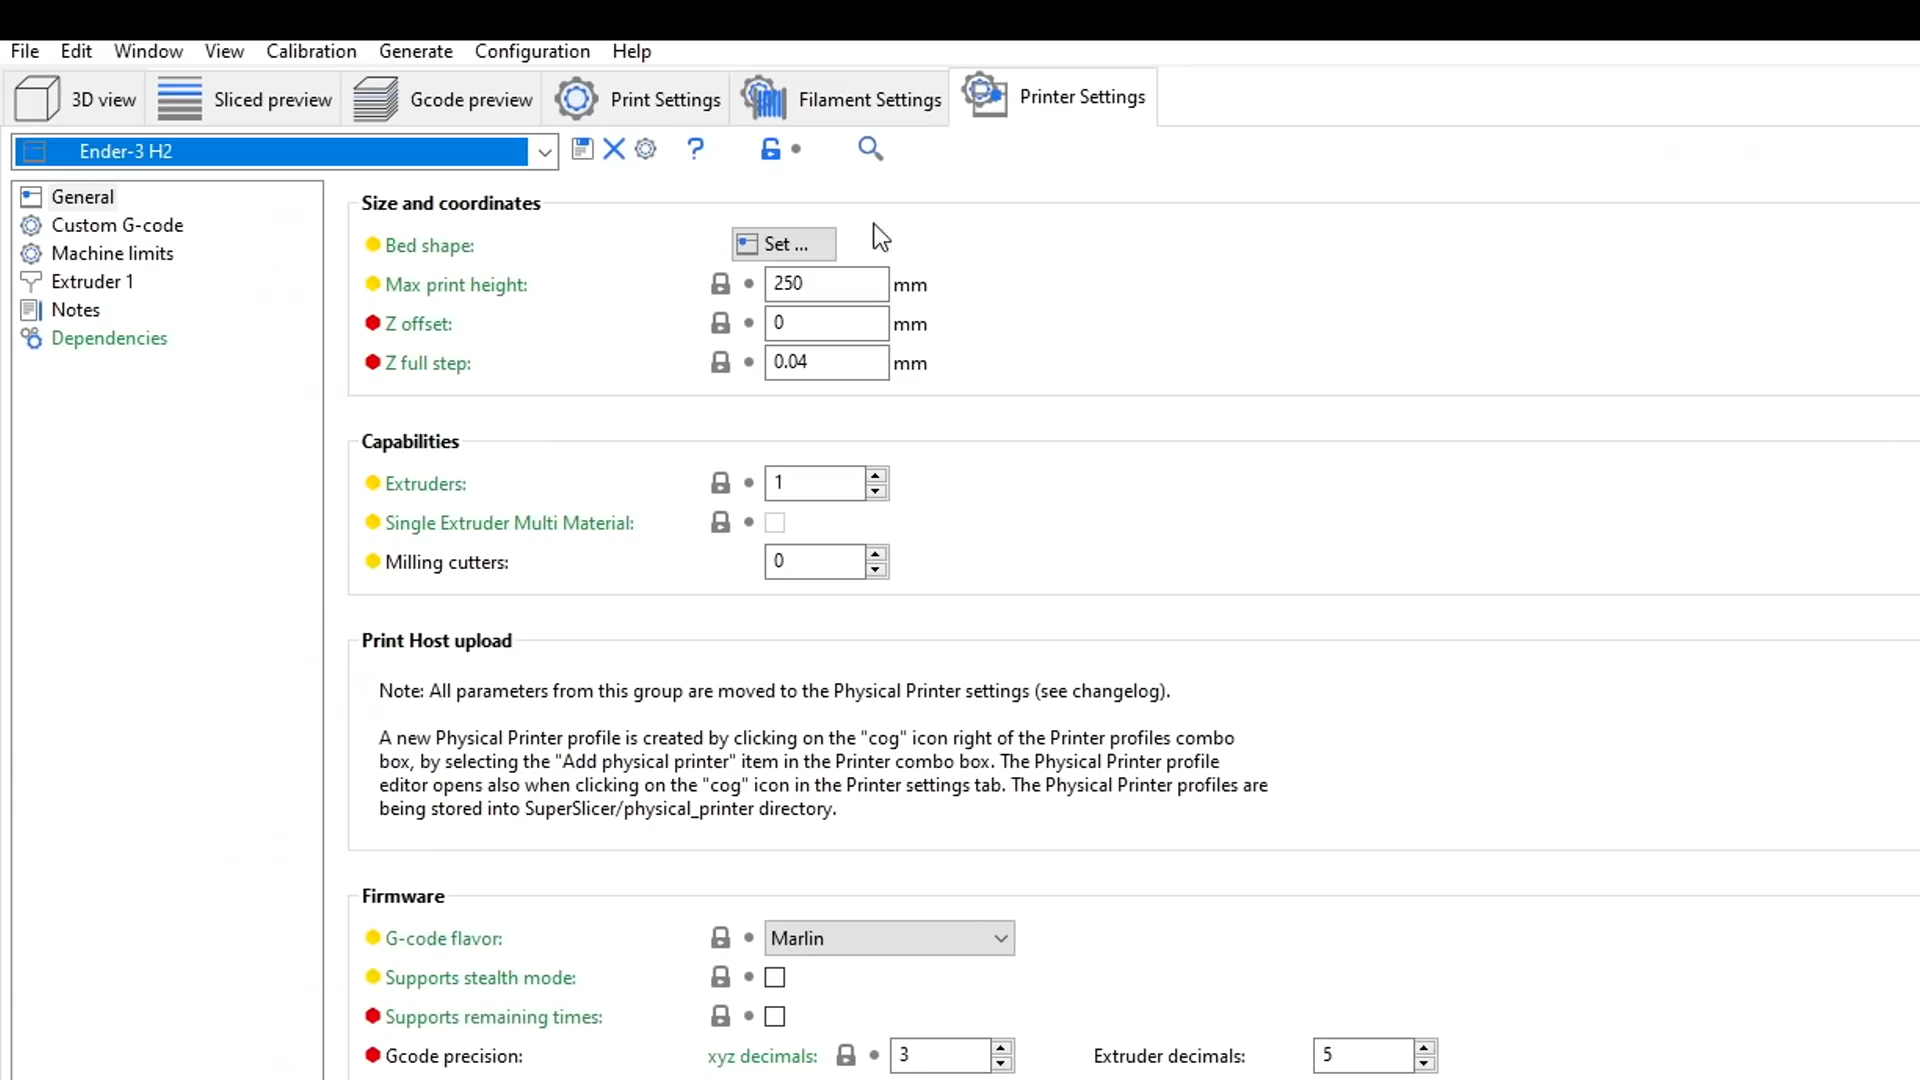 File Edit Window View Calibration Generate Configuration Help
3D view Sliced preview Gcode preview Print Settings Filament Settings Printer Settings
Ender-3 H2 ?
General
Custom G-code
Machine limits
Extruder 1
Notes
Dependencies
Size and coordinates
Bed shape: Set ...
Max print height: 250 mm
Z offset: 0 mm
Z full step: 0.04 mm
Capabilities
Extruders: 1
Single Extruder Multi Material:
Milling cutters: 0
Print Host upload
Note: All parameters from this group are moved to the Physical Printer settings (see changelog).
A new Physical Printer profile is created by clicking on the "cog" icon right of the Printer profiles combo
box, by selecting the "Add physical printer" item in the Printer combo box. The Physical Printer profile
editor opens also when clicking on the "cog" icon in the Printer settings tab. The Physical Printer profiles are
being stored into SuperSlicer/physical_printer directory.
Firmware
G-code flavor: Marlin
Supports stealth mode:
Supports remaining times:
Gcode precision: xyz decimals: 3 Extruder decimals: 5